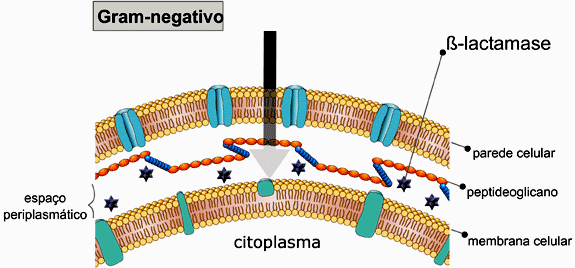 Gram-negativo
ß-lactamase
parede celular
peptideoglicano
espaço
periplasmático
citoplasma
membrana celular